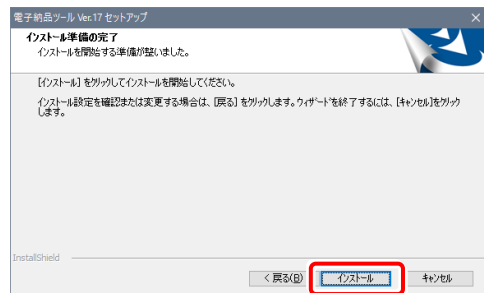 電子納品ツール Ver.17 セットアップ
インストール準備の完了
インストールを開始する準備が整いました。
[インストール] をクリックしてインストールを開始してください。
インストール設定を確認または変更する場合は、[戻る] をクリックします。ウィザードを終了するには、[キャンセル]をクリック
します。
InstallShield
< 戻る(B)
インストール
キャンセル